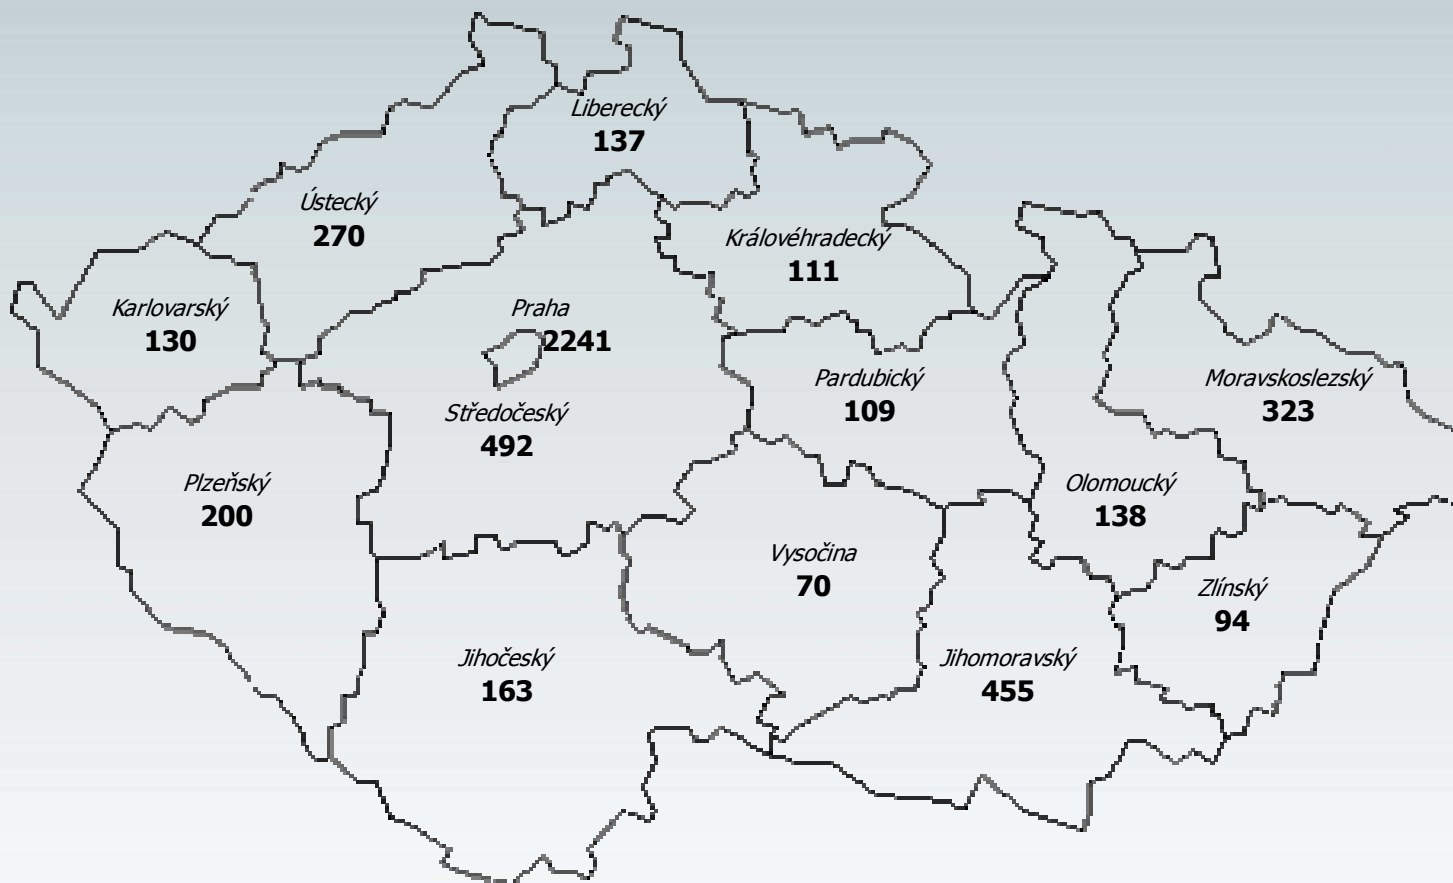 Liberecký
137
Ústecký
270
Královéhradecký
111
Karlovarský
130
Praha
2241
Pardubický
109
Moravskoslezský
323
Středočeský
492
Plzeňský
200
Olomoucký
138
Vysočina
70
Zlínský
94
Jihočeský
163
Jihomoravský
455